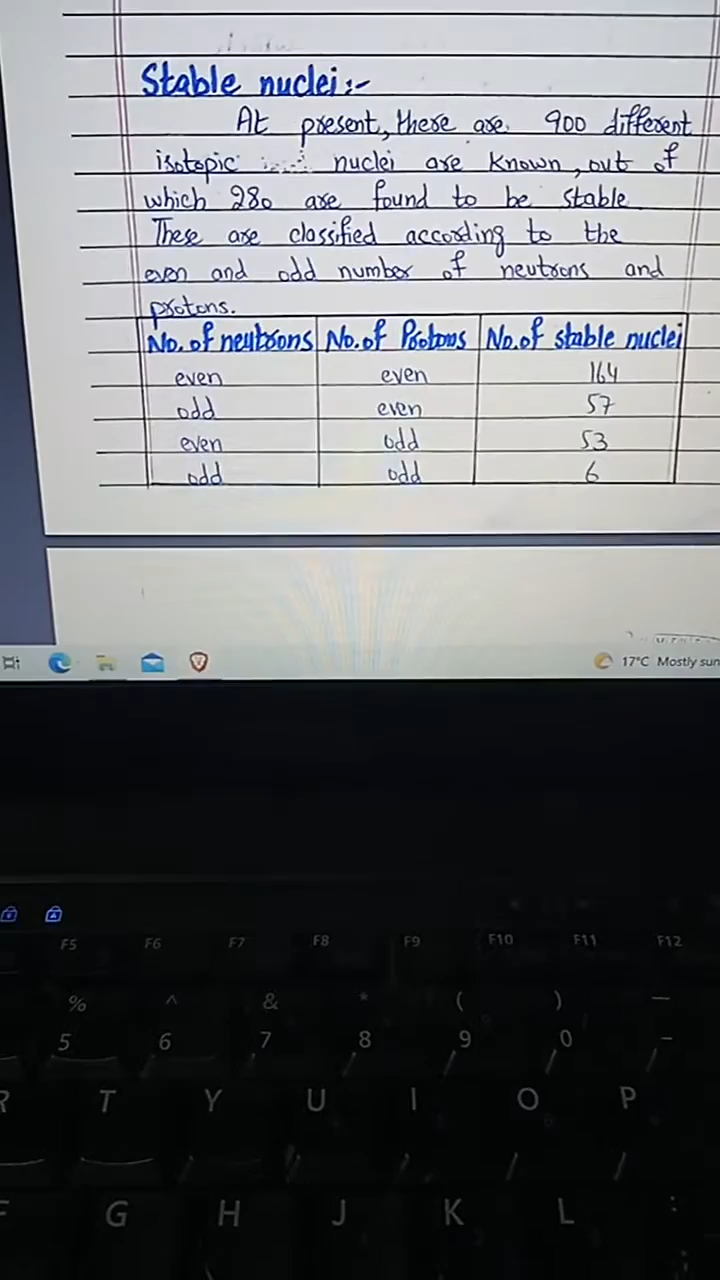 Stable nuclei:-
At present, there are 900 different
isotopic nuclei are known, out of
which 280 are found to be stable
These are classified according to the
even and odd number of neutrons and
protons.
No. of neutrons No. of Protons No. of stable nuclei
even even 164
odd even 57
even odd 53
odd odd 6
17°C Mostly sun
F5 F6 F7 F8 F9 F10 F11 F12
% ^ & * ( ) —
5 6 7 8 9 0 -
R T Y U I O P
F G H J K L :